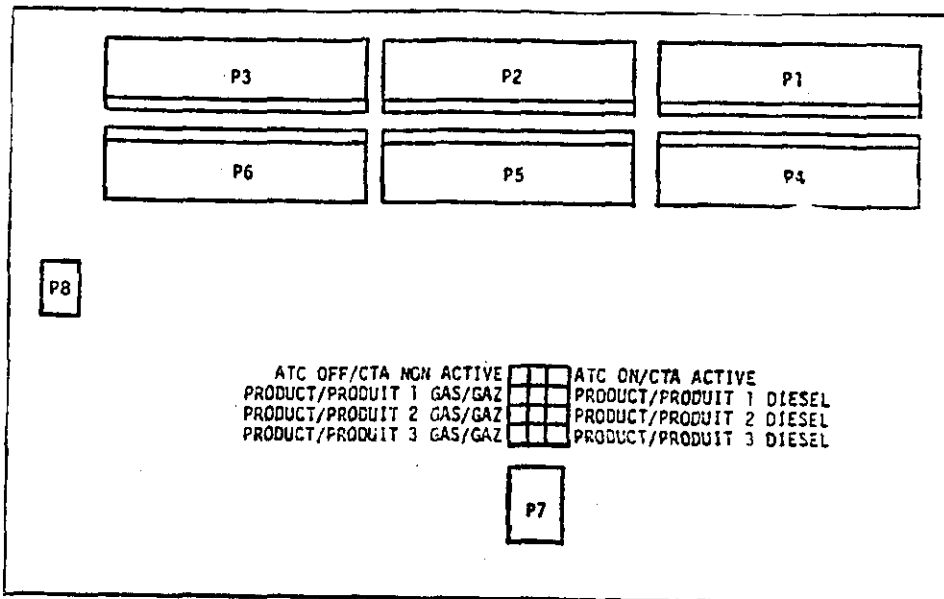 P3 P2 P1
P6 P5 P4
P8
ATC OFF/CTA NON ACTIVE ATC ON/CTA ACTIVE
PRODUCT/PRODUIT 1 GAS/GAZ PRODUCT/PRODUIT 1 DIESEL
PRODUCT/PRODUIT 2 GAS/GAZ PRODUCT/PRODUIT 2 DIESEL
PRODUCT/PRODUIT 3 GAS/GAZ PRODUCT/PRODUIT 3 DIESEL
P7